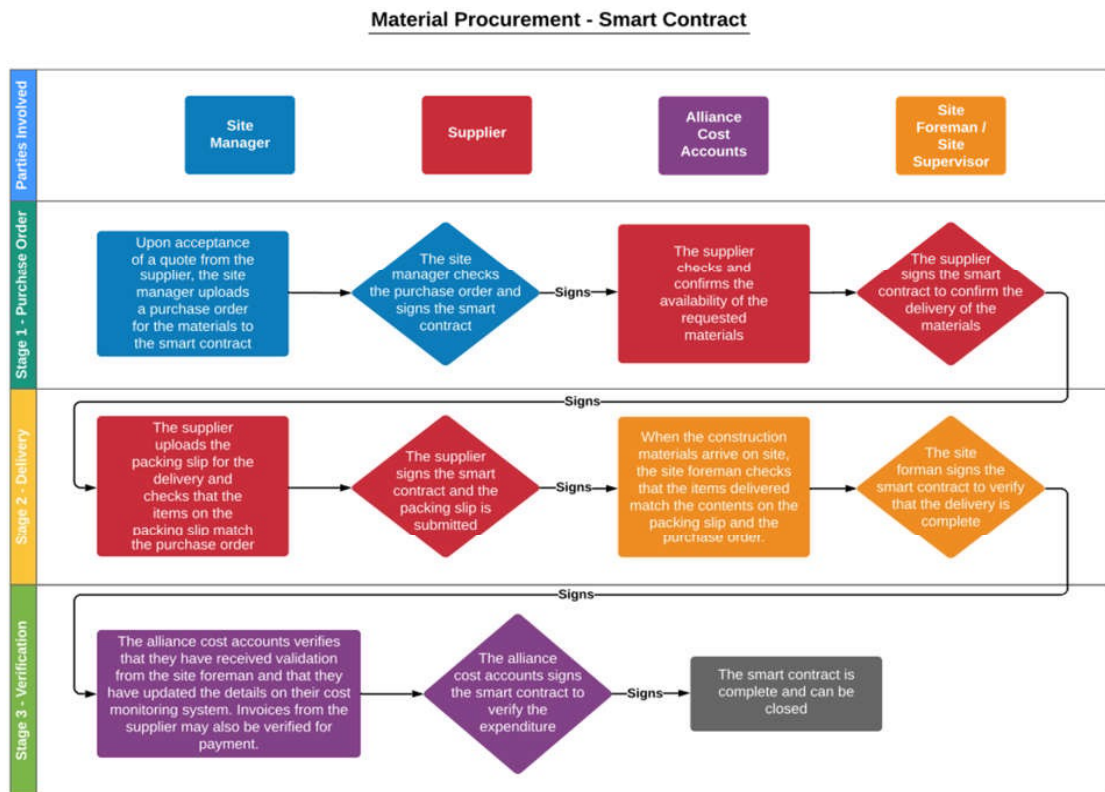 Material Procurement - Smart Contract
Parties Involved
Site
Manager
Supplier
Alliance
Cost
Accounts
Site
Foreman /
Site
Supervisor
Stage 1 - Purchase Order
Upon acceptance
of a quote from the
supplier, the site
manager uploads
a purchase order
for the materials to
the smart contract
The site
manager checks
the purchase order and
signs the smart
contract
Signs
The supplier
checks and
confirms the
availability of the
requested
materials
The supplier
signs the smart
contract to confirm the
delivery of the
materials
Signs
Stage 2 - Delivery
The supplier
uploads the
packing slip for the
delivery and
checks that the
items on the
packing slip match
the purchase order
The supplier
signs the smart
contract and the
packing slip is
submitted
Signs
When the construction
materials arrive on site,
the site foreman checks
that the items delivered
match the contents on the
packing slip and the
purchase order.
The site
forman signs the
smart contract to verify
that the delivery is
complete
Signs
Stage 3 - Verification
The alliance cost accounts verifies
that they have received validation
from the site foreman and that they
have updated the details on their cost
monitoring system. Invoices from the
supplier may also be verified for
payment.
The alliance
cost accounts signs
the smart contract to
verify the
expenditure
Signs
The smart contract is
complete and can be
closed